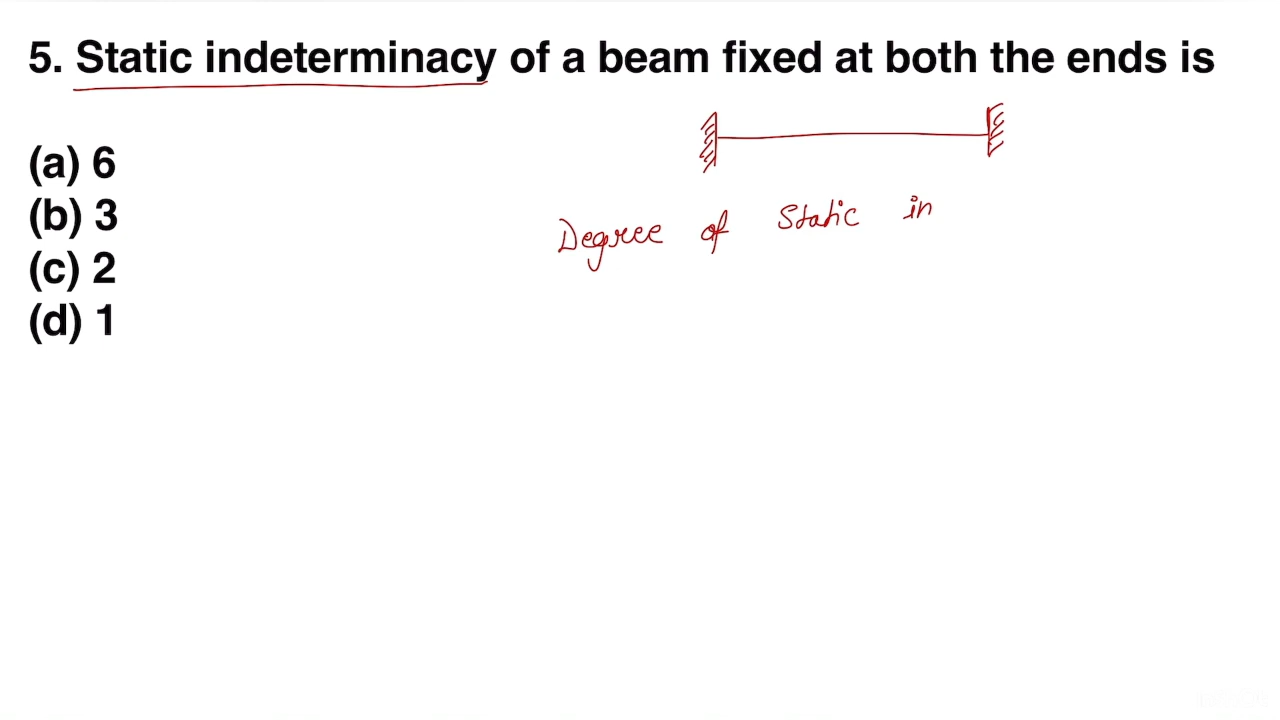 5. Static indeterminacy of a beam fixed at both the ends is
(a) 6
(b) 3
(c) 2
(d) 1
Degree of Static in